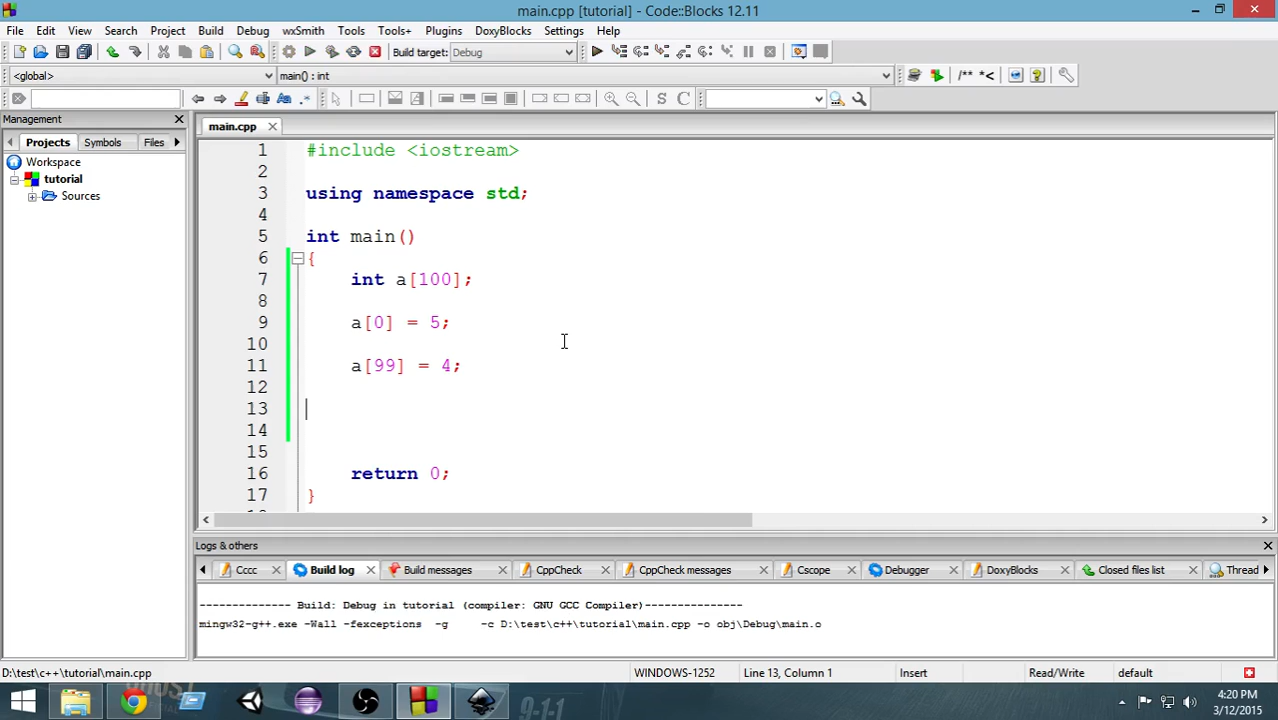 main.cpp [tutorial] - Code::Blocks 12.11
File Edit View Search Project Build Debug wxSmith Tools Tools+ Plugins DoxyBlocks Settings Help
Build target: Debug
<global> main() : int /** *<
S C
Management
main.cpp
Projects Symbols Files
Workspace
tutorial
Sources
1 #include <iostream>
2
3 using namespace std;
4
5 int main()
6 {
7 int a[100];
8
9 a[0] = 5;
10
11 a[99] = 4;
12
13
14
15
16 return 0;
17 }
Logs & others
Cccc Build log Build messages CppCheck CppCheck messages Cscope Debugger DoxyBlocks Closed files list Thread
-------------- Build: Debug in tutorial (compiler: GNU GCC Compiler)---------------
mingw32-g++.exe -Wall -fexceptions -g -c D:\test\c++\tutorial\main.cpp -o obj\Debug\main.o
D:\test\c++\tutorial\main.cpp WINDOWS-1252 Line 13, Column 1 Insert Read/Write default
9-1-1
4:20 PM
3/12/2015